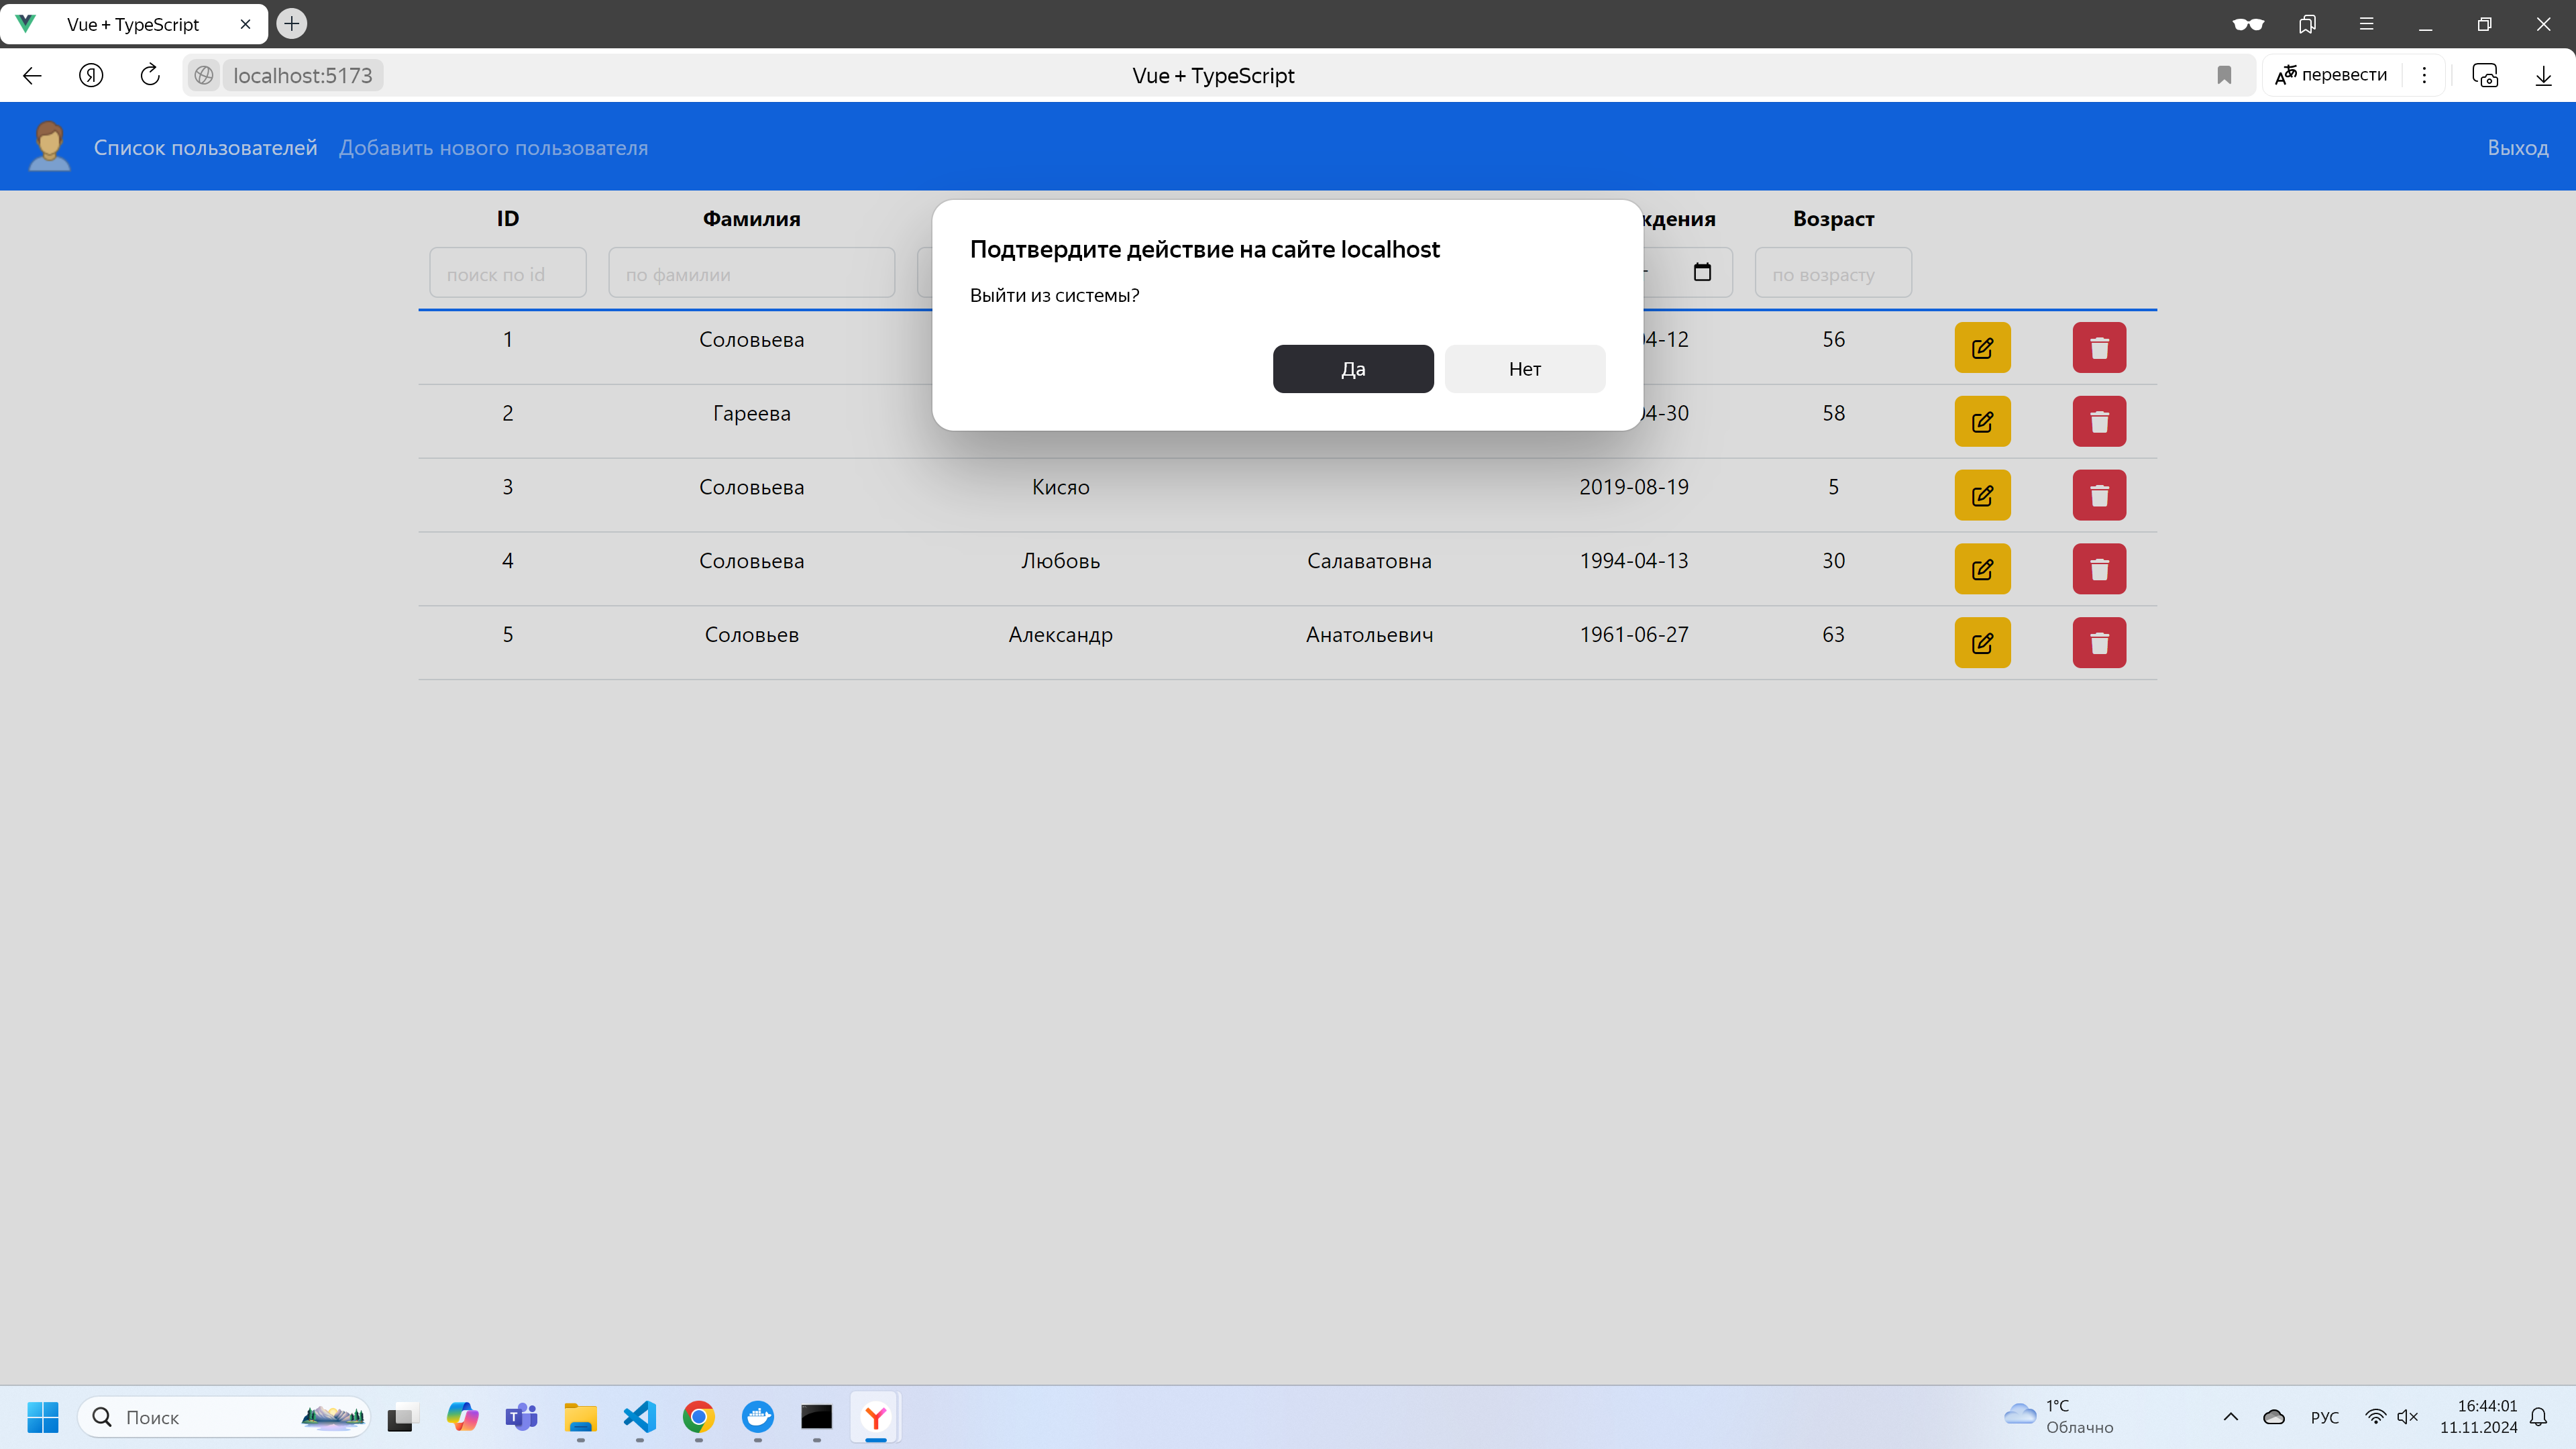 Vue + TypeScript
localhost:5173 Vue + TypeScript перевести
Список пользователей Добавить нового пользователя Выход
ID Фамилия ждения Возраст
поиск по id по фамилии по возрасту
Подтвердите действие на сайте localhost
Выйти из системы?
Да Нет
1 Соловьева 04-12 56
2 Гареева 04-30 58
3 Соловьева Кисяо 2019-08-19 5
4 Соловьева Любовь Салаватовна 1994-04-13 30
5 Соловьев Александр Анатольевич 1961-06-27 63
Поиск
1°C
Облачно
РУС
16:44:01
11.11.2024